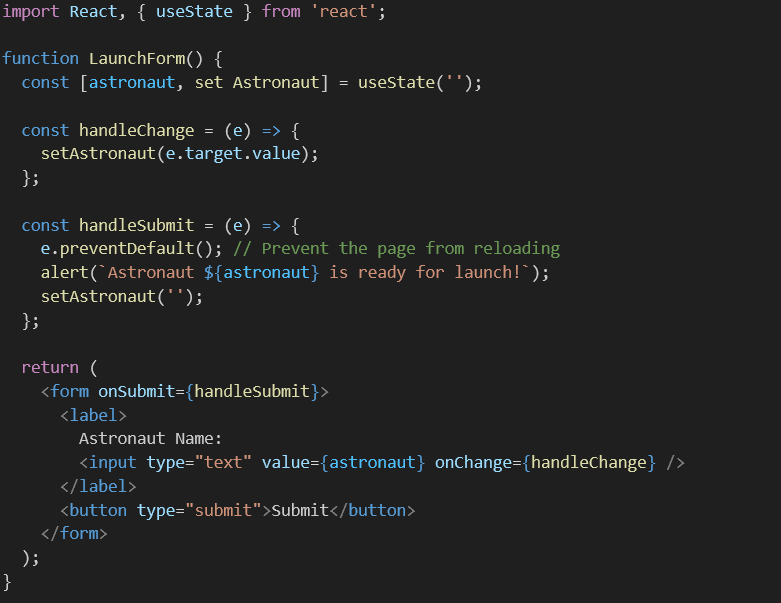 import React, { useState } from 'react';

function LaunchForm() {
  const [astronaut, set Astronaut] = useState('');

  const handleChange = (e) => {
    setAstronaut(e.target.value);
  };

  const handleSubmit = (e) => {
    e.preventDefault(); // Prevent the page from reloading
    alert(`Astronaut ${astronaut} is ready for launch!`);
    setAstronaut('');
  };

  return (
    <form onSubmit={handleSubmit}>
      <label>
        Astronaut Name:
        <input type="text" value={astronaut} onChange={handleChange} />
      </label>
      <button type="submit">Submit</button>
    </form>
  );
}